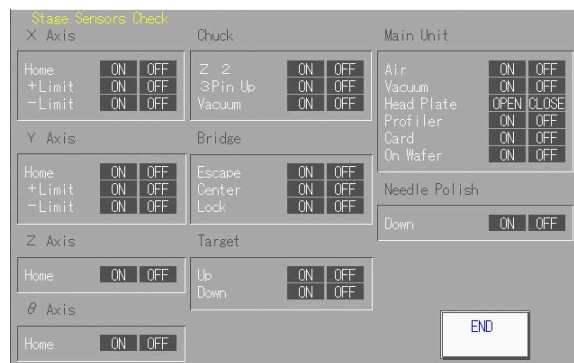 Stage Sensors Check
X Axis
Home ON OFF
+Limit ON OFF
-Limit ON OFF
Y Axis
Home ON OFF
+Limit ON OFF
-Limit ON OFF
Z Axis
Home ON OFF
θ Axis
Home ON OFF
Chuck
Z 2 ON OFF
3Pin Up ON OFF
Vacuum ON OFF
Bridge
Escape ON OFF
Center ON OFF
Lock ON OFF
Target
Up ON OFF
Down ON OFF
Main Unit
Air ON OFF
Vacuum ON OFF
Head Plate OPEN CLOSE
Profiler ON OFF
Card ON OFF
On Wafer ON OFF
Needle Polish
Down ON OFF
END